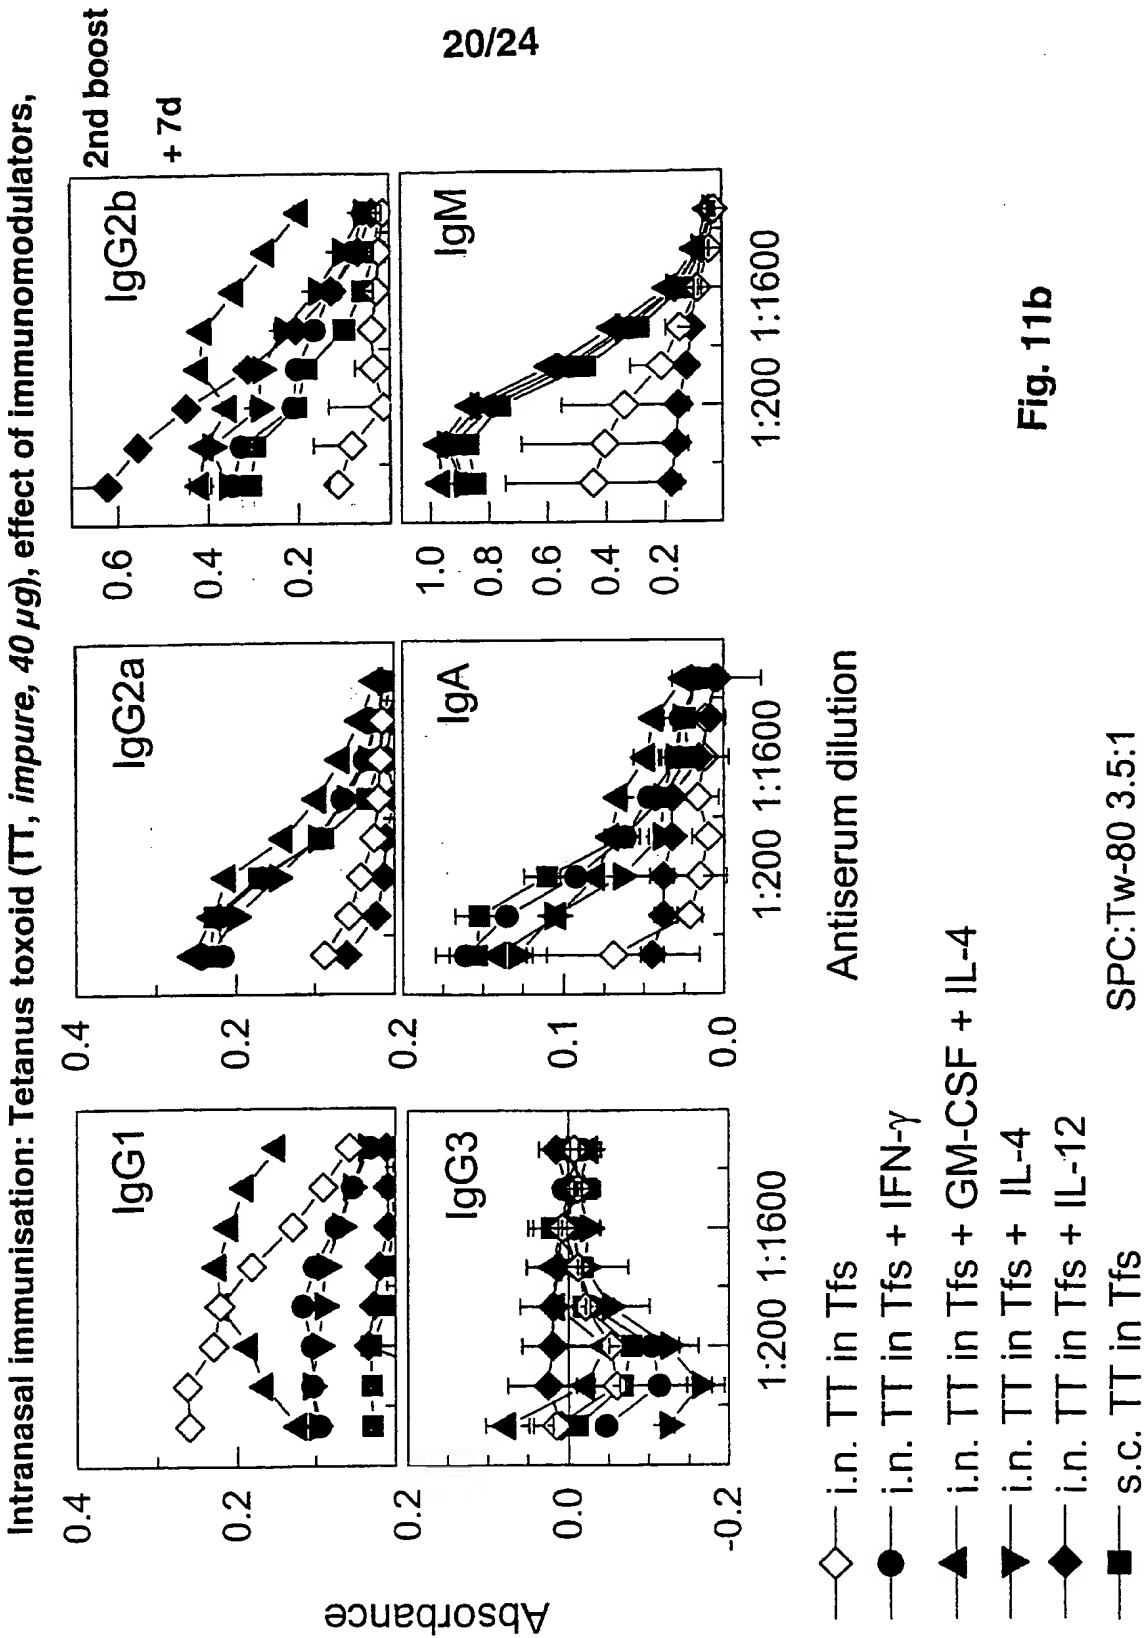 20/24
Intranasal immunisation: Tetanus toxoid (TT, impure, 40 µg), effect of immunomodulators,
2nd boost
+ 7d
Absorbance
IgG1
0.4
0.2
IgG2a
0.4
0.2
IgG2b
0.6
0.4
0.2
IgG3
0.2
0.0
-0.2
1:200 1:1600
IgA
0.2
0.1
0.0
1:200 1:1600
IgM
1.0
0.8
0.6
0.4
0.2
1:200 1:1600
Antiserum dilution
i.n. TT in Tfs
i.n. TT in Tfs + IFN-γ
i.n. TT in Tfs + GM-CSF + IL-4
i.n. TT in Tfs + IL-4
i.n. TT in Tfs + IL-12
s.c. TT in Tfs
SPC:Tw-80 3.5:1
Fig. 11b